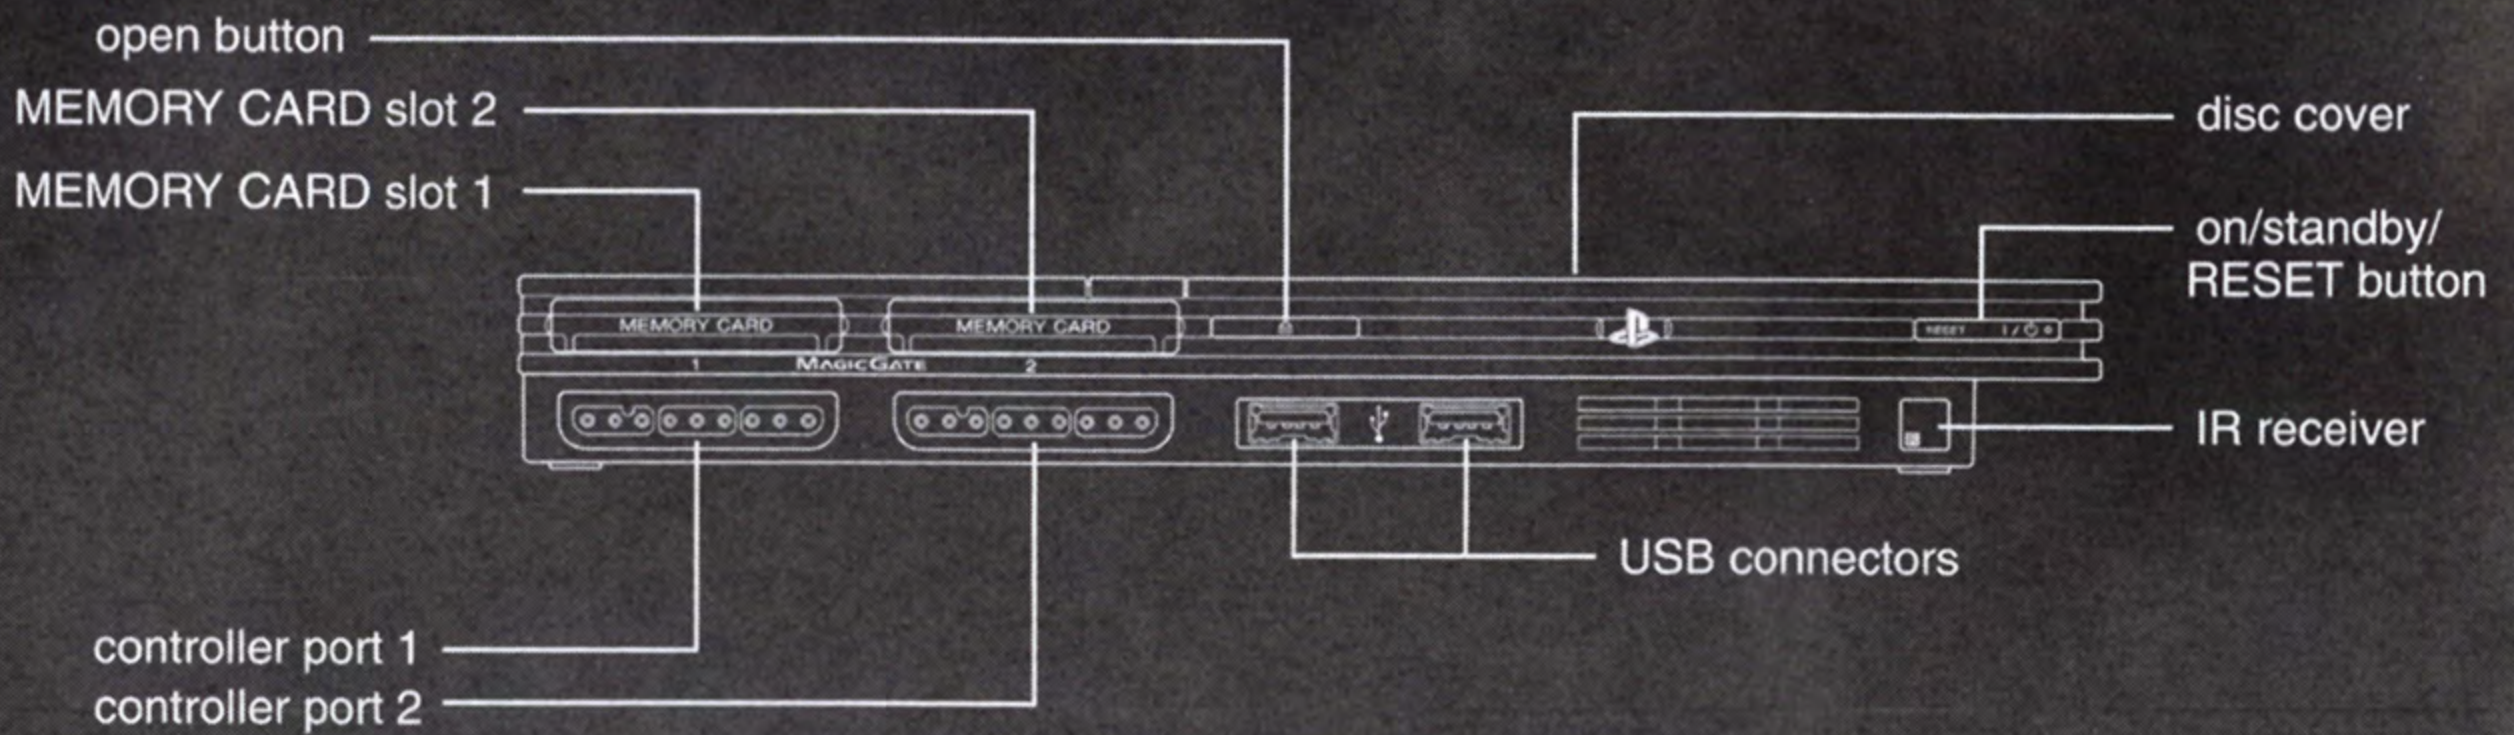 open button
MEMORY CARD slot 2
MEMORY CARD slot 1
disc cover
on/standby/
RESET button
MEMORY CARD
MEMORY CARD
RESET
1
MAGICGATE
2
IR receiver
USB connectors
controller port 1
controller port 2